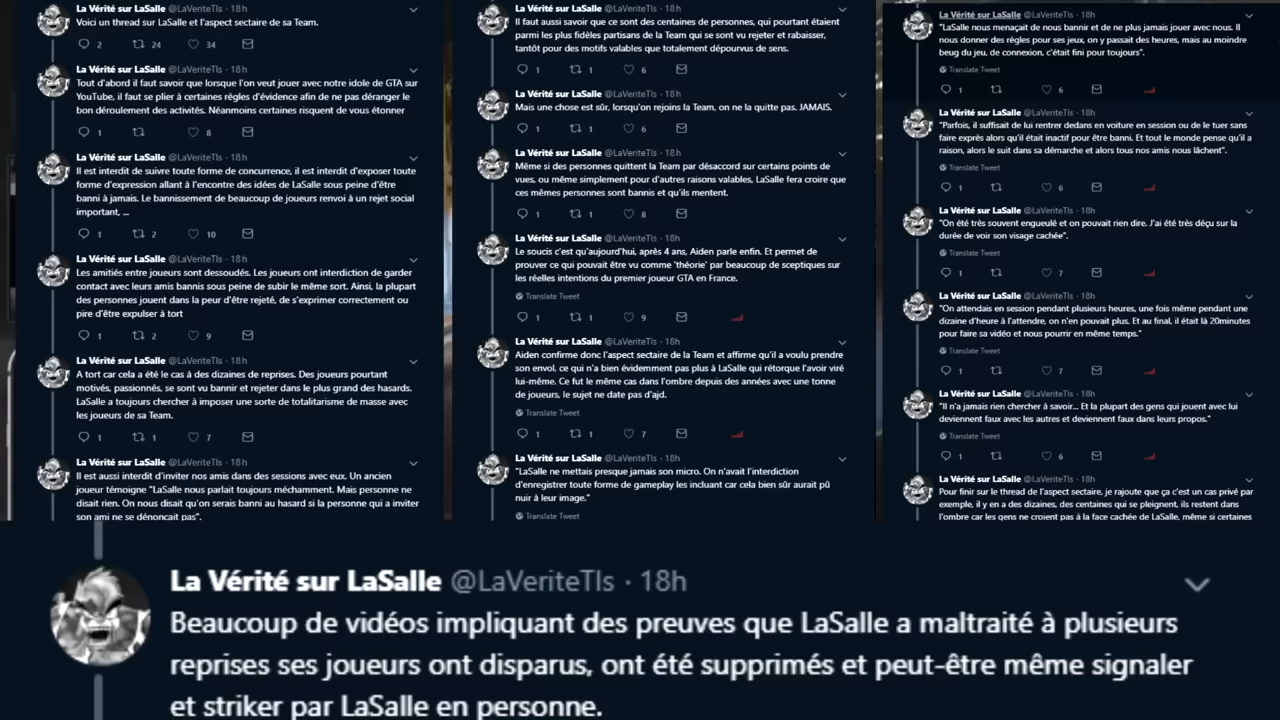 La Vérité sur LaSalle @LaVeriteTls · 18h
Voici un thread sur LaSalle et l'aspect sectaire de sa Team.
2 24 34
La Vérité sur LaSalle @LaVeriteTls · 18h
Tout d'abord il faut savoir que lorsque l'on veut jouer avec notre idole de GTA sur
YouTube, il faut se plier à certaines règles d'évidence afin de ne pas déranger le
bon déroulement des activités. Néanmoins certaines risquent de vous étonner
1 8
La Vérité sur LaSalle @LaVeriteTls · 18h
Il est interdit de suivre toute forme de concurrence, il est interdit d'exposer toute
forme d'expression allant à l'encontre des idées de LaSalle sous peine d'être
banni à jamais. Le bannissement de beaucoup de joueurs renvoi à un rejet social
important, ...
1 2 10
La Vérité sur LaSalle @LaVeriteTls · 18h
Les amitiés entre joueurs sont dessoudés. Les joueurs ont interdiction de garder
contact avec leurs amis bannis sous peine de subir le même sort. Ainsi, la plupart
des personnes jouent dans la peur d'être rejeté, de s'exprimer correctement ou
pire d'être expulser à tort
1 2 9
La Vérité sur LaSalle @LaVeriteTls · 18h
A tort car cela a été le cas à des dizaines de reprises. Des joueurs pourtant
motivés, passionnés, se sont vu bannir et rejeter dans le plus grand des hasards.
LaSalle a toujours chercher à imposer une sorte de totalitarisme de masse avec
les joueurs de sa Team.
1 1 7
La Vérité sur LaSalle @LaVeriteTls · 18h
Il est aussi interdit d'inviter nos amis dans des sessions avec eux. Un ancien
joueur témoigne "LaSalle nous parlait toujours méchamment. Mais personne ne
disait rien. On nous disait qu'on serais banni au hasard si la personne qui a inviter
son ami ne se dénonçait pas".
La Vérité sur LaSalle @LaVeriteTls · 18h
Il faut aussi savoir que ce sont des centaines de personnes, qui pourtant étaient
parmi les plus fidèles partisans de la Team qui se sont vu rejeter et rabaisser,
tantôt pour des motifs valables que totalement dépourvus de sens.
1 1 6
La Vérité sur LaSalle @LaVeriteTls · 18h
Mais une chose est sûr, lorsqu'on rejoins la Team, on ne la quitte pas. JAMAIS.
1 1 6
La Vérité sur LaSalle @LaVeriteTls · 18h
Même si des personnes quittent la Team par désaccord sur certains points de
vues, ou même simplement pour d'autres raisons valables, LaSalle fera croire que
ces mêmes personnes sont bannis et qu'ils mentent.
1 1 8
La Vérité sur LaSalle @LaVeriteTls · 18h
Le soucis c'est qu'aujourd'hui, après 4 ans, Aiden parle enfin. Et permet de
prouver ce qui pouvait être vu comme 'théorie' par beaucoup de sceptiques sur
les réelles intentions du premier joueur GTA en France.
Translate Tweet
1 1 9
La Vérité sur LaSalle @LaVeriteTls · 18h
Aiden confirme donc l'aspect sectaire de la Team et affirme qu'il a voulu prendre
son envol, ce qui n'a bien évidemment pas plus à LaSalle qui rétorque l'avoir viré
lui-même. Ce fut le même cas dans l'ombre depuis des années avec une tonne
de joueurs, le sujet ne date pas d'ajd.
Translate Tweet
1 1 7
La Vérité sur LaSalle @LaVeriteTls · 18h
"LaSalle ne mettais presque jamais son micro. On n'avait l'interdiction
d'enregistrer toute forme de gameplay les incluant car cela bien sûr aurait pû
nuir à leur image."
Translate Tweet
La Vérité sur LaSalle @LaVeriteTls · 18h
"LaSalle nous menaçait de nous bannir et de ne plus jamais jouer avec nous. Il
nous donner des règles pour ses jeux, on y passait des heures, mais au moindre
beug du jeu, de connexion, c'était fini pour toujours".
Translate Tweet
1 6
La Vérité sur LaSalle @LaVeriteTls · 18h
"Parfois, il suffisait de lui rentrer dedans en voiture en session ou de le tuer sans
faire exprès alors qu'il était inactif pour être banni. Et tout le monde pense qu'il a
raison, alors le suit dans sa démarche et alors tous nos amis nous lâchent".
Translate Tweet
1 6
La Vérité sur LaSalle @LaVeriteTls · 18h
"On été très souvent engueulé et on pouvait rien dire. J'ai été très déçu sur la
durée de voir son visage cachée".
Translate Tweet
1 7
La Vérité sur LaSalle @LaVeriteTls · 18h
"On attendais en session pendant plusieurs heures, une fois même pendant une
dizaine d'heure à l'attendre, on n'en pouvait plus. Et au final, il était là 20minutes
pour faire sa vidéo et nous pourrir en même temps."
Translate Tweet
1 7
La Vérité sur LaSalle @LaVeriteTls · 18h
"Il n'a jamais rien chercher à savoir... Et la plupart des gens qui jouent avec lui
deviennent faux avec les autres et deviennent faux dans leurs propos."
Translate Tweet
1 6
La Vérité sur LaSalle @LaVeriteTls · 18h
Pour finir sur le thread de l'aspect sectaire, je rajoute que ça c'est un cas privé par
exemple, il y en a des dizaines, des centaines qui se pleignent, ils restent dans
l'ombre car les gens ne croient pas à la face cachée de LaSalle, même si certaines
La Vérité sur LaSalle @LaVeriteTls · 18h
Beaucoup de vidéos impliquant des preuves que LaSalle a maltraité à plusieurs
reprises ses joueurs ont disparus, ont été supprimés et peut-être même signaler
et striker par LaSalle en personne.